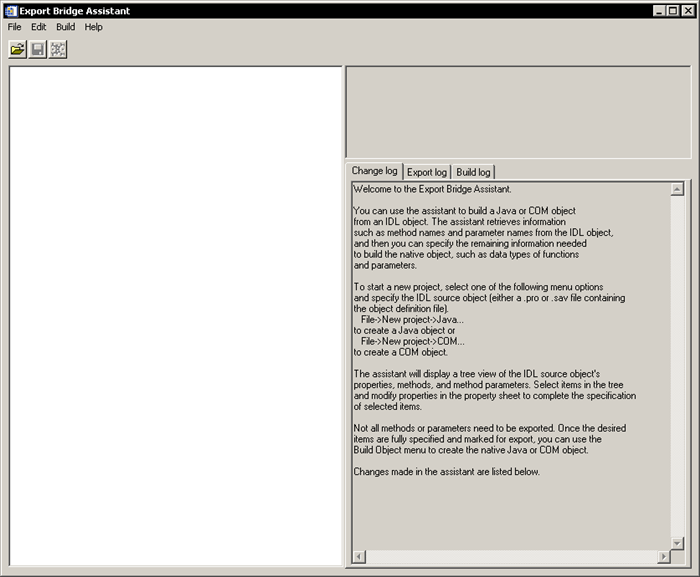 Export Bridge Assistant
File Edit Build Help
Change log Export log Build log
Welcome to the Export Bridge Assistant.
You can use the assistant to build a Java or COM object
from an IDL object. The assistant retrieves information
such as method names and parameter names from the IDL object,
and then you can specify the remaining information needed
to build the native object, such as data types of functions
and parameters.
To start a new project, select one of the following menu options
and specify the IDL source object (either a .pro or .sav file containing
the object definition file).
File->New project->Java...
to create a Java object or
File->New project->COM...
to create a COM object.
The assistant will display a tree view of the IDL source object's
properties, methods, and method parameters. Select items in the tree
and modify properties in the property sheet to complete the specification
of selected items.
Not all methods or parameters need to be exported. Once the desired
items are fully specified and marked for export, you can use the
Build Object menu to create the native Java or COM object.
Changes made in the assistant are listed below.